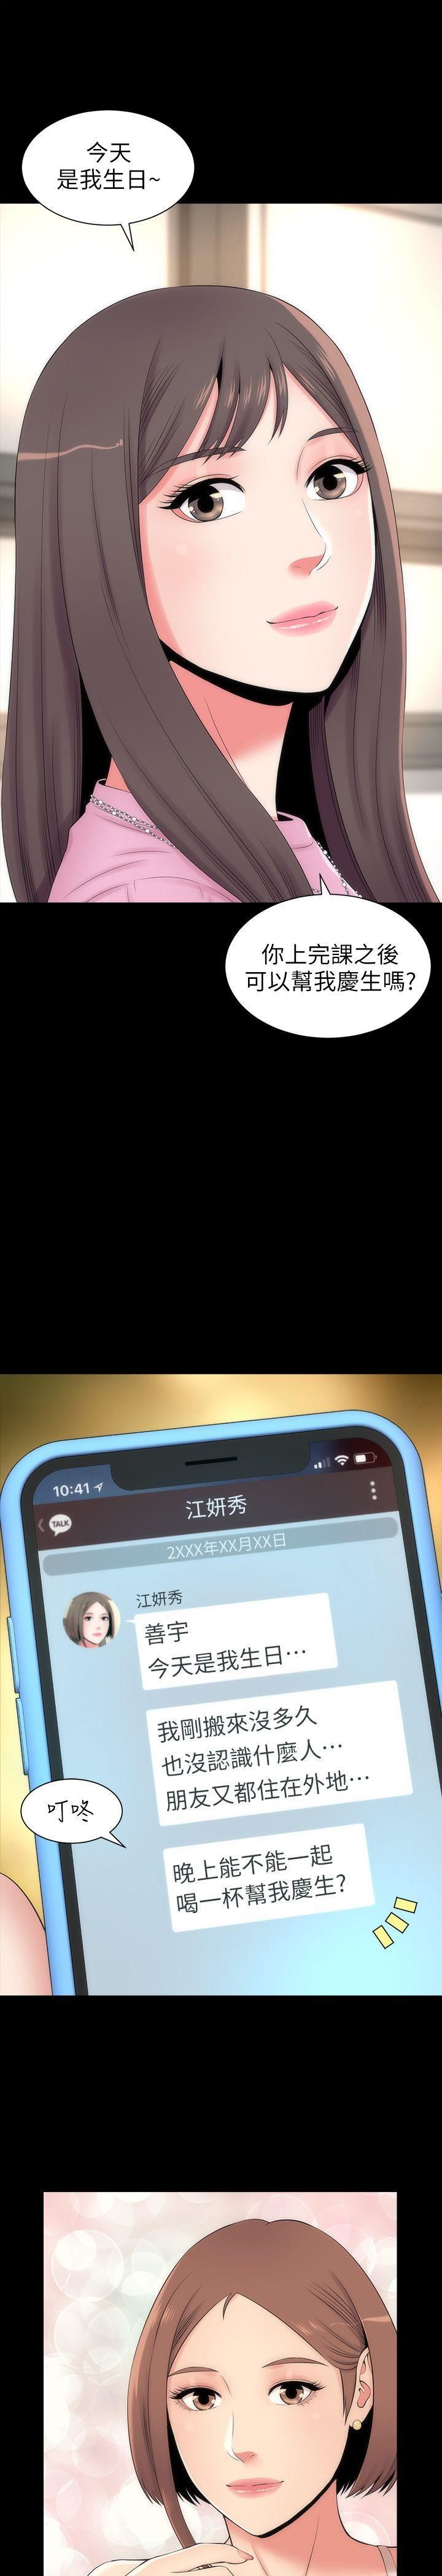 今天
是我生日~
你上完課之後
可以幫我慶生嗎?
10:41
TALK
江妍秀
2XXX年XX月XX日
江妍秀
善宇
今天是我生日…
我剛搬來沒多久
也沒認識什麼人…
朋友又都住在外地…
叮咚
晚上能不能一起
喝一杯幫我慶生?